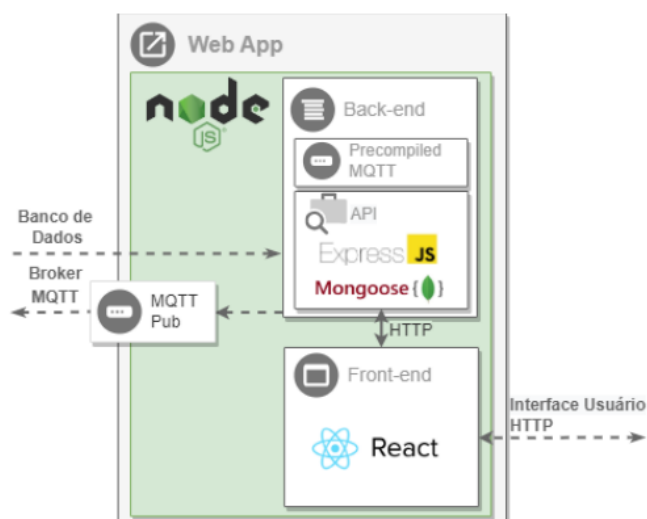 Web App
node
JS
Back-end
Precompiled
MQTT
API
Express JS
Mongoose { }
Banco de
Dados
Broker
MQTT
MQTT
Pub
HTTP
Front-end
React
Interface Usuário
HTTP